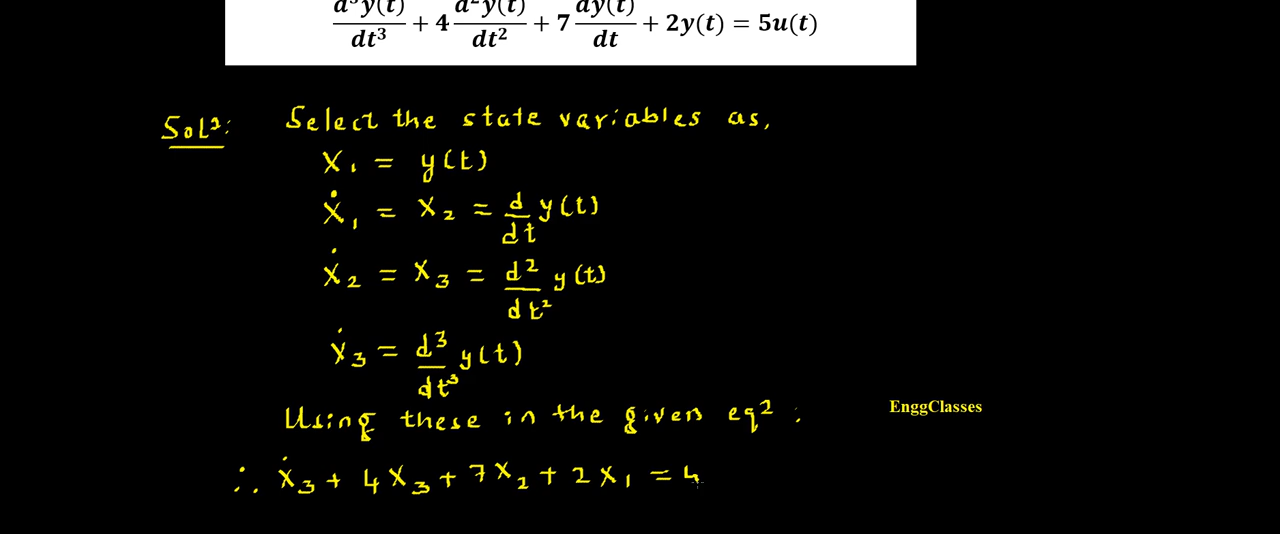 d³y(t)/dt³ + 4 d²y(t)/dt² + 7 dy(t)/dt + 2y(t) = 5u(t)
Solⁿ: Select the state variables as,
X₁ = y(t)
Ẋ₁ = X₂ = d/dt y(t)
Ẋ₂ = X₃ = d²/dt² y(t)
Ẋ₃ = d³/dt³ y(t)
Using these in the given eqⁿ :
EnggClasses
∴ Ẋ₃ + 4X₃ + 7X₂ + 2X₁ = 4